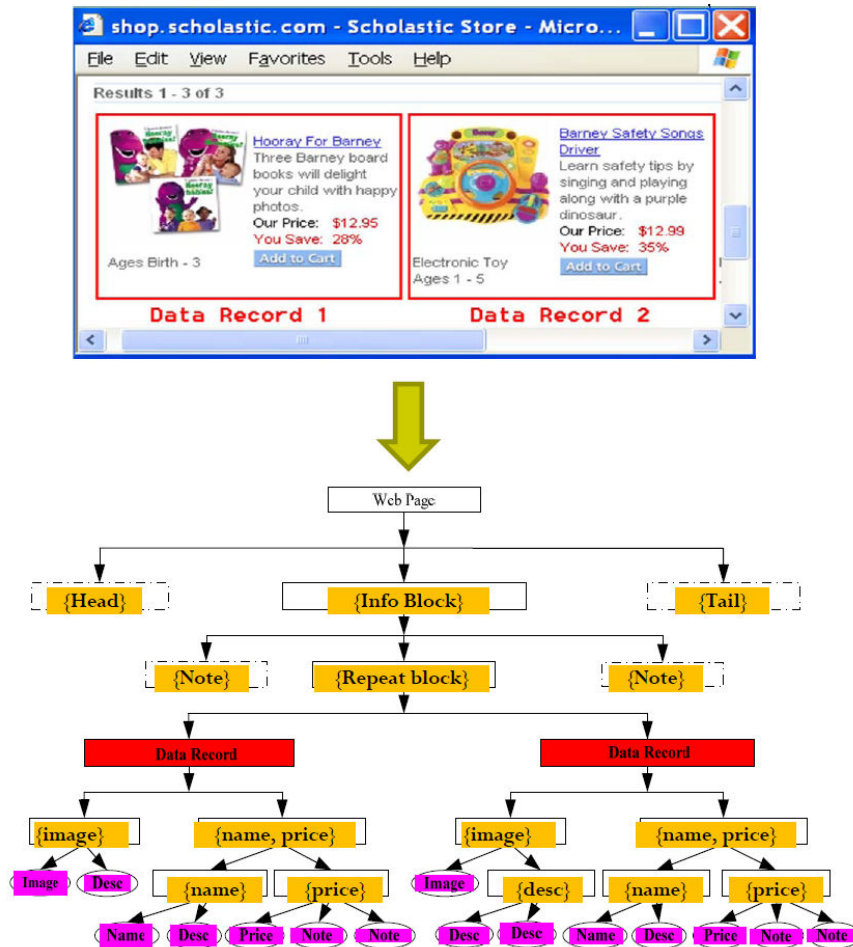 shop.scholastic.com - Scholastic Store - Micro...
File Edit View Favorites Tools Help
Results 1 - 3 of 3
Hooray For Barney
Three Barney board
books will delight
your child with happy
photos.
Our Price: $12.95
You Save: 28%
Add to Cart
Ages Birth - 3
Barney Safety Songs
Driver
Learn safety tips by
singing and playing
along with a purple
dinosaur.
Our Price: $12.99
You Save: 35%
Add to Cart
Electronic Toy
Ages 1 - 5
Data Record 1
Data Record 2
Web Page
{Head} {Info Block} {Tail}
{Note} {Repeat block} {Note}
Data Record Data Record
{image} {name, price} {image} {name, price}
Image Desc {name} {price} Image {desc} {name} {price}
Name Desc Price Note Note Desc Desc Name Desc Price Note Note